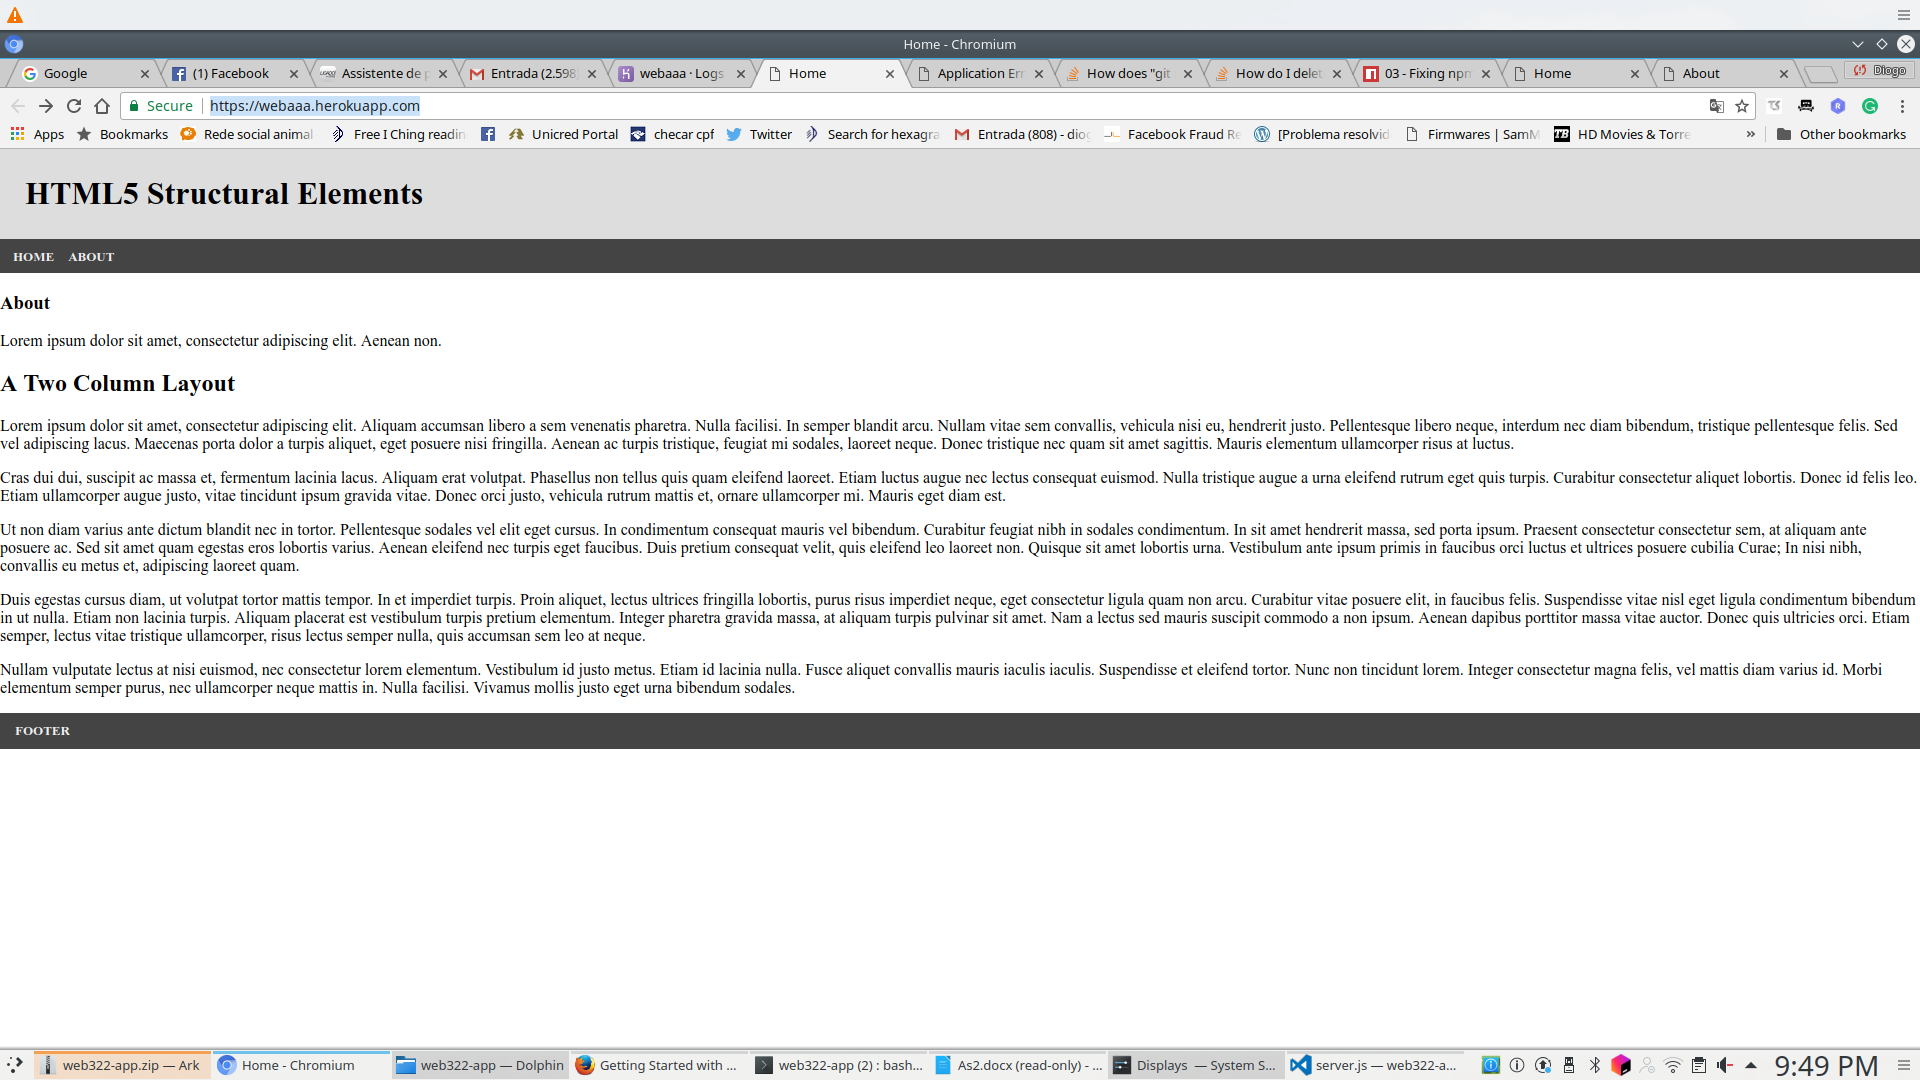 Home - Chromium
Google
(1) Facebook
Assistente de p
Entrada (2.598
webaaa · Logs
Home
Application Err
How does "git
How do I delet
03 - Fixing npm
Home
About
Diogo
Secure
https://webaaa.herokuapp.com
Apps
Bookmarks
Rede social animal
Free I Ching readin
Unicred Portal
checar cpf
Twitter
Search for hexagra
Entrada (808) - diog
Facebook Fraud Re
[Problema resolvid
Firmwares | SamM
HD Movies & Torre
»
Other bookmarks
HTML5 Structural Elements
HOME ABOUT
About
Lorem ipsum dolor sit amet, consectetur adipiscing elit. Aenean non.
A Two Column Layout
Lorem ipsum dolor sit amet, consectetur adipiscing elit. Aliquam accumsan libero a sem venenatis pharetra. Nulla facilisi. In semper blandit arcu. Nullam vitae sem convallis, vehicula nisi eu, hendrerit justo. Pellentesque libero neque, interdum nec diam bibendum, tristique pellentesque felis. Sed
vel adipiscing lacus. Maecenas porta dolor a turpis aliquet, eget posuere nisi fringilla. Aenean ac turpis tristique, feugiat mi sodales, laoreet neque. Donec tristique nec quam sit amet sagittis. Mauris elementum ullamcorper risus at luctus.
Cras dui dui, suscipit ac massa et, fermentum lacinia lacus. Aliquam erat volutpat. Phasellus non tellus quis quam eleifend laoreet. Etiam luctus augue nec lectus consequat euismod. Nulla tristique augue a urna eleifend rutrum eget quis turpis. Curabitur consectetur aliquet lobortis. Donec id felis leo.
Etiam ullamcorper augue justo, vitae tincidunt ipsum gravida vitae. Donec orci justo, vehicula rutrum mattis et, ornare ullamcorper mi. Mauris eget diam est.
Ut non diam varius ante dictum blandit nec in tortor. Pellentesque sodales vel elit eget cursus. In condimentum consequat mauris vel bibendum. Curabitur feugiat nibh in sodales condimentum. In sit amet hendrerit massa, sed porta ipsum. Praesent consectetur consectetur sem, at aliquam ante
posuere ac. Sed sit amet quam egestas eros lobortis varius. Aenean eleifend nec turpis eget faucibus. Duis pretium consequat velit, quis eleifend leo laoreet non. Quisque sit amet lobortis urna. Vestibulum ante ipsum primis in faucibus orci luctus et ultrices posuere cubilia Curae; In nisi nibh,
convallis eu metus et, adipiscing laoreet quam.
Duis egestas cursus diam, ut volutpat tortor mattis tempor. In et imperdiet turpis. Proin aliquet, lectus ultrices fringilla lobortis, purus risus imperdiet neque, eget consectetur ligula quam non arcu. Curabitur vitae posuere elit, in faucibus felis. Suspendisse vitae nisl eget ligula condimentum bibendum
in ut nulla. Etiam non lacinia turpis. Aliquam placerat est vestibulum turpis pretium elementum. Integer pharetra gravida massa, at aliquam turpis pulvinar sit amet. Nam a lectus sed mauris suscipit commodo a non ipsum. Aenean dapibus porttitor massa vitae auctor. Donec quis ultricies orci. Etiam
semper, lectus vitae tristique ullamcorper, risus lectus semper nulla, quis accumsan sem leo at neque.
Nullam vulputate lectus at nisi euismod, nec consectetur lorem elementum. Vestibulum id justo metus. Etiam id lacinia nulla. Fusce aliquet convallis mauris iaculis iaculis. Suspendisse et eleifend tortor. Nunc non tincidunt lorem. Integer consectetur magna felis, vel mattis diam varius id. Morbi
elementum semper purus, nec ullamcorper neque mattis in. Nulla facilisi. Vivamus mollis justo eget urna bibendum sodales.
FOOTER
web322-app.zip — Ark
Home - Chromium
web322-app — Dolphin
Getting Started with ...
web322-app (2) : bash...
As2.docx (read-only) - ...
Displays — System S...
server.js — web322-a...
9:49 PM